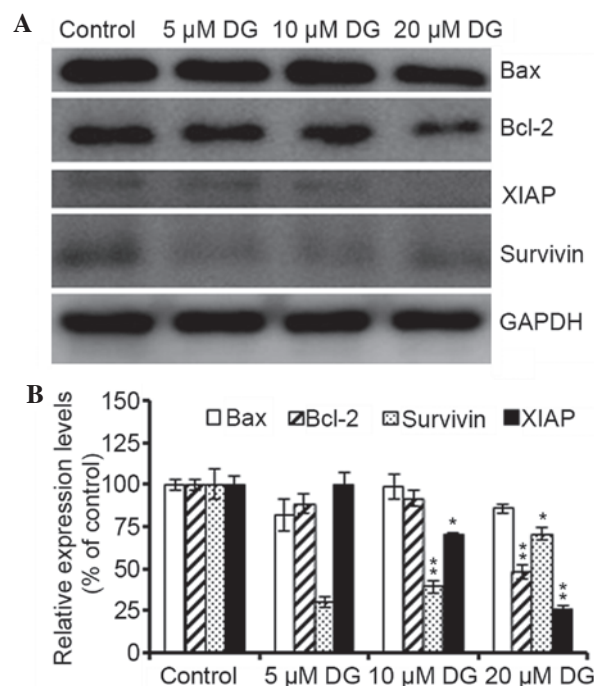 A
Control 5 µM DG 10 µM DG 20 µM DG
Bax
Bcl-2
XIAP
Survivin
GAPDH
B
Relative expression levels
(% of control)
150
125
100
75
50
25
0
Bax Bcl-2 Survivin XIAP
** * ** * **
Control 5 µM DG 10 µM DG 20 µM DG